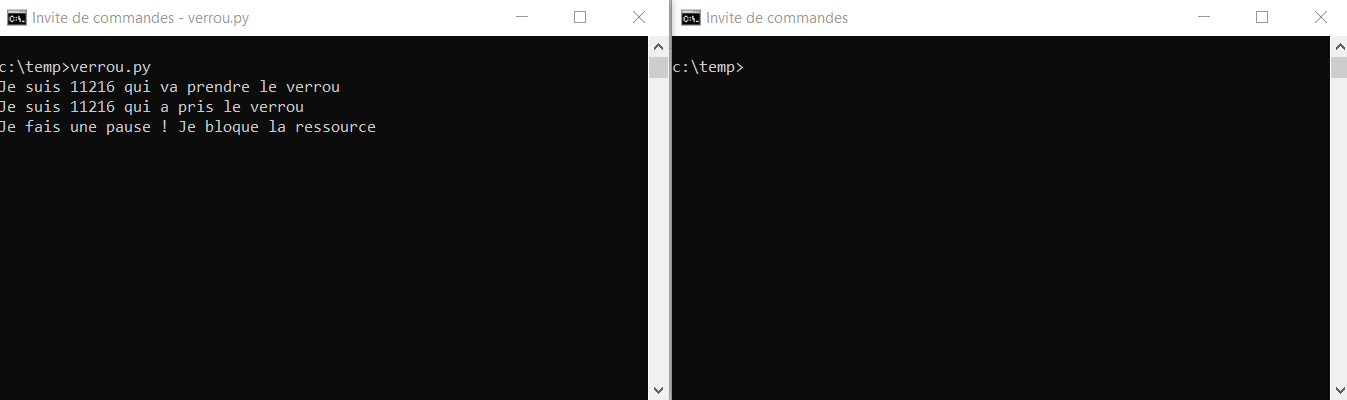 Invite de commandes - verrou.py
c:\temp>verrou.py
Je suis 11216 qui va prendre le verrou
Je suis 11216 qui a pris le verrou
Je fais une pause ! Je bloque la ressource
Invite de commandes
c:\temp>